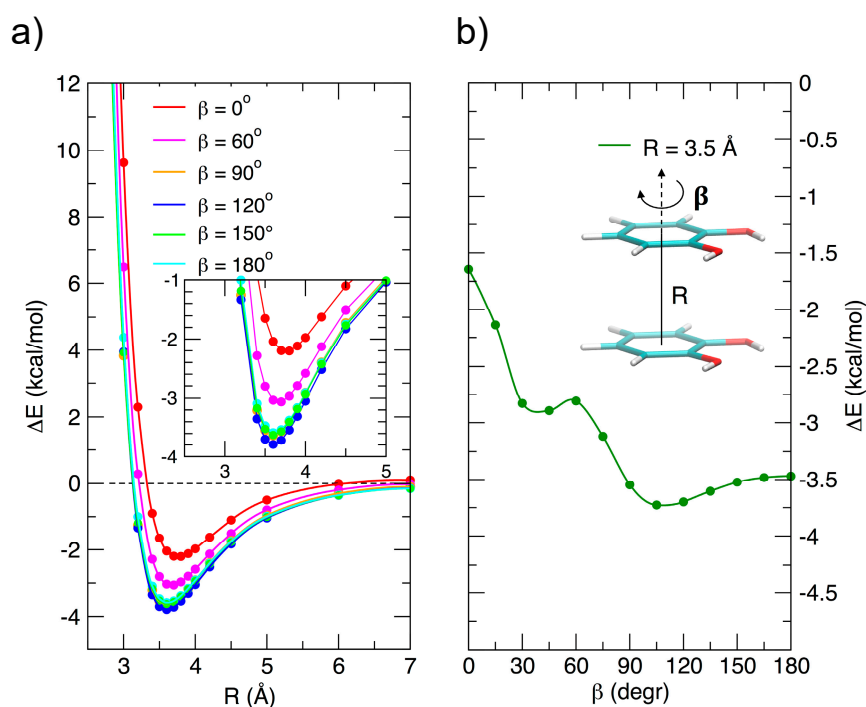 a)
12
10
8
6
4
2
0
-2
-4
ΔE (kcal/mol)
3 4 5 6 7
R (Å)
β = 0°
β = 60°
β = 90°
β = 120°
β = 150°
β = 180°
-1
-2
-3
-4
3 4 5
b)
R = 3.5 Å
β
R
0
-0.5
-1
-1.5
-2
-2.5
-3
-3.5
-4
-4.5
ΔE (kcal/mol)
0 30 60 90 120 150 180
β (degr)